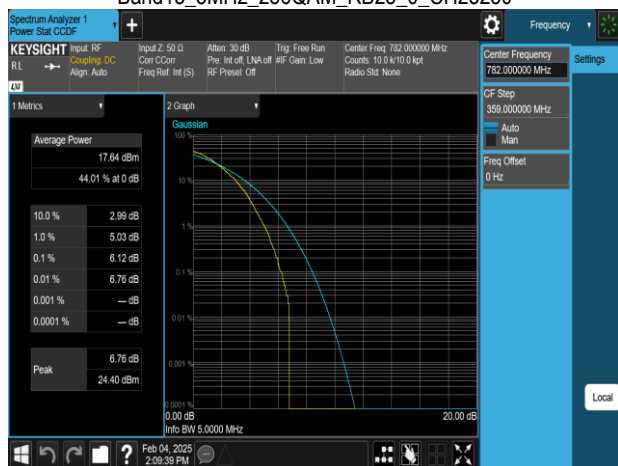 Spectrum Analyzer 1
Power Stat CCDF
Frequency
KEYSIGHT
RL
Input: RF
Coupling: DC
Align: Auto
Input Z: 50 Ω
Corr CCorr
Freq Ref: Int (S)
Atten: 30 dB
Pre: Int off, LNA off
RF Preset: Off
Trig: Free Run
#IF Gain: Low
Center Freq: 782.000000 MHz
Counts: 10.0 k/10.0 kpt
Radio Std: None
LXI
1 Metrics
Average Power
17.64 dBm
44.01 % at 0 dB
10.0 % 2.99 dB
1.0 % 5.03 dB
0.1 % 6.12 dB
0.01 % 6.76 dB
0.001 % --- dB
0.0001 % --- dB
Peak
6.76 dB
24.40 dBm
2 Graph
Gaussian
100 %
10 %
1 %
0.1 %
0.01 %
0.001 %
0.0001 %
0.00 dB 20.00 dB
Info BW 5.0000 MHz
Center Frequency
782.000000 MHz
CF Step
359.000000 MHz
Auto
Man
Freq Offset
0 Hz
Settings
Local
?
Feb 04, 2025
2:09:39 PM